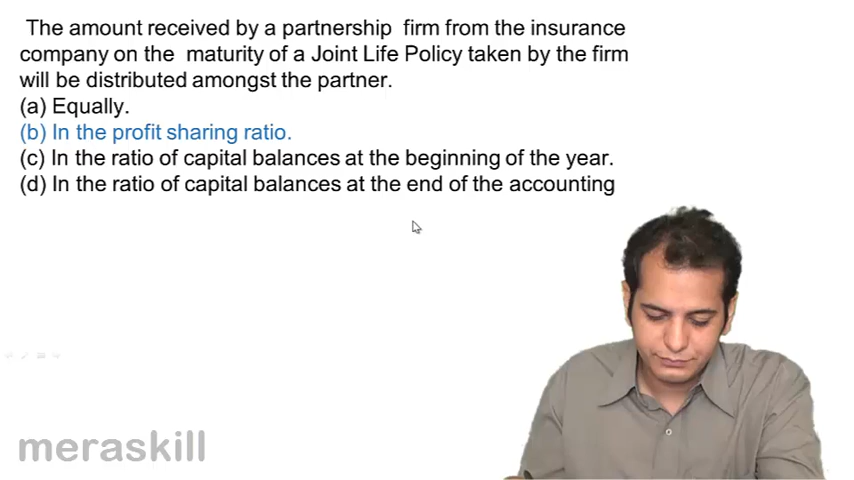 The amount received by a partnership firm from the insurance
company on the maturity of a Joint Life Policy taken by the firm
will be distributed amongst the partner.
(a) Equally.
(b) In the profit sharing ratio.
(c) In the ratio of capital balances at the beginning of the year.
(d) In the ratio of capital balances at the end of the accounting
meraskill